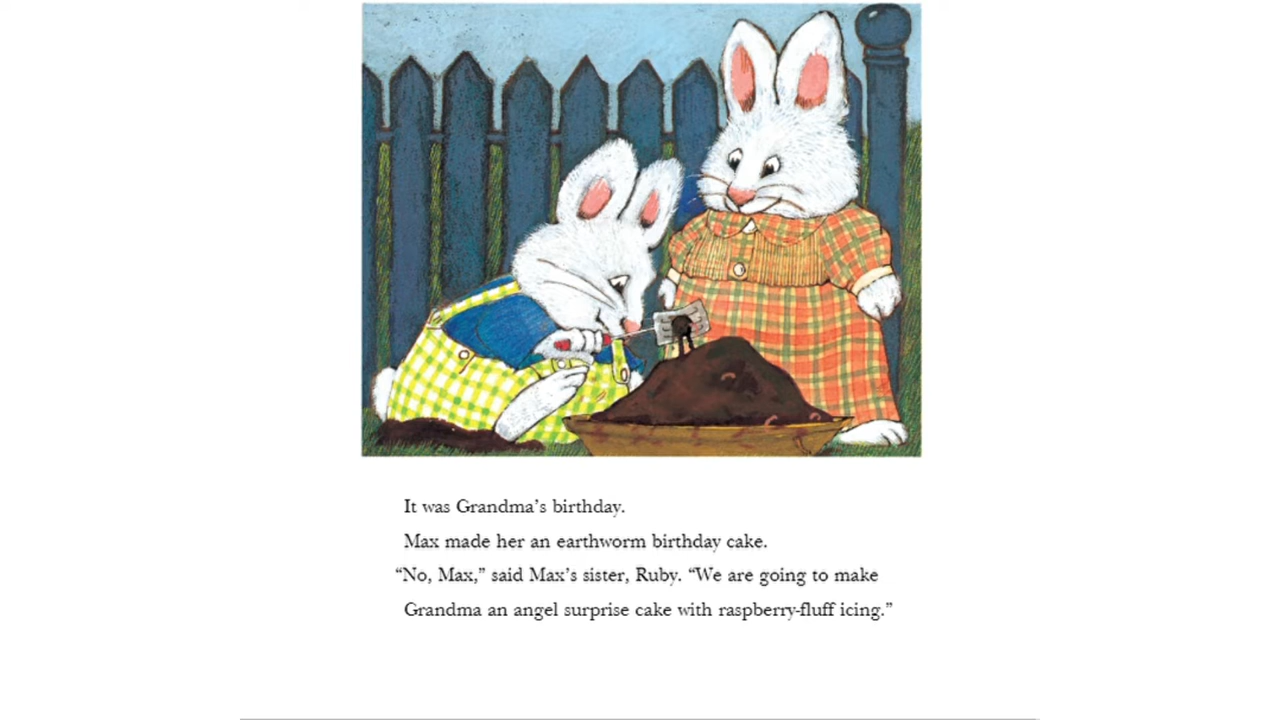 It was Grandma’s birthday.
Max made her an earthworm birthday cake.
“No, Max,” said Max’s sister, Ruby. “We are going to make
Grandma an angel surprise cake with raspberry-fluff icing.”